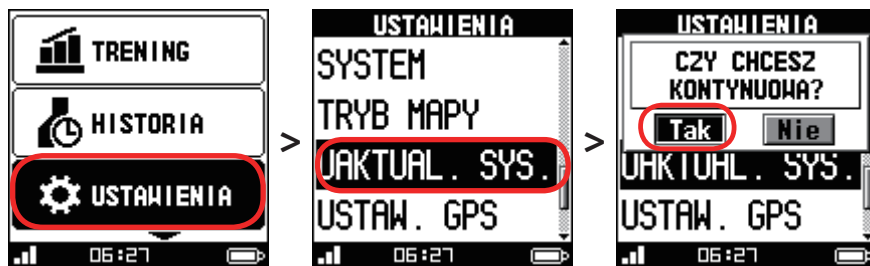 TRENING
HISTORIA
USTAWIENIA
06:27
>
USTAWIENIA
SYSTEM
TRYB MAPY
UAKTUAL. SYS.
USTAW. GPS
06:27
>
USTAWIENIA
CZY CHCESZ
KONTYNUOWA?
Tak Nie
UAKTUAL. SYS.
USTAW. GPS
06:27